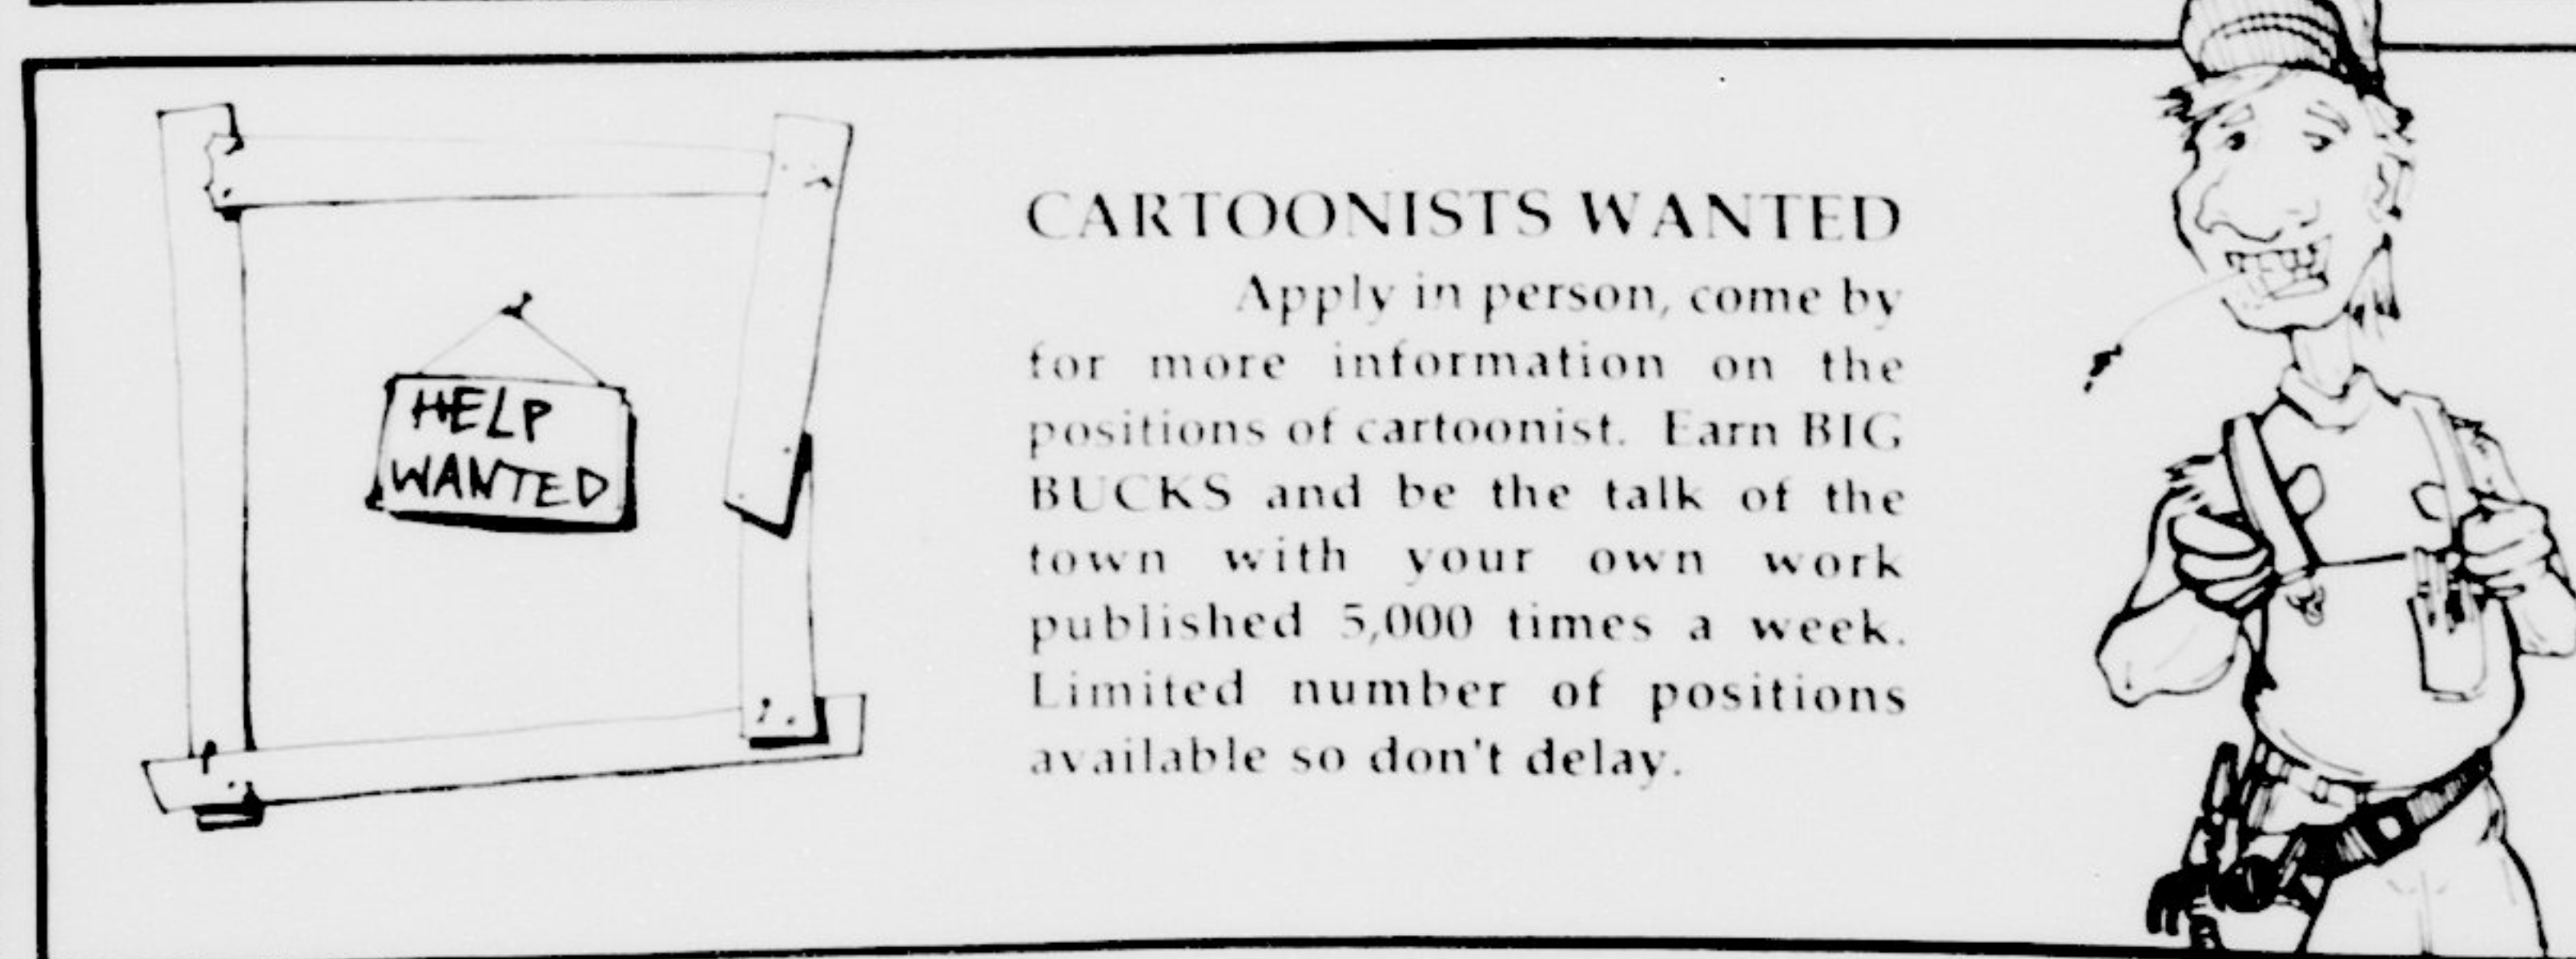 HELP
WANTED
CARTOONISTS WANTED
Apply in person, come by
for more information on the
positions of cartoonist. Earn BIG
BUCKS and be the talk of the
town with your own work
published 5,000 times a week.
Limited number of positions
available so don't delay.